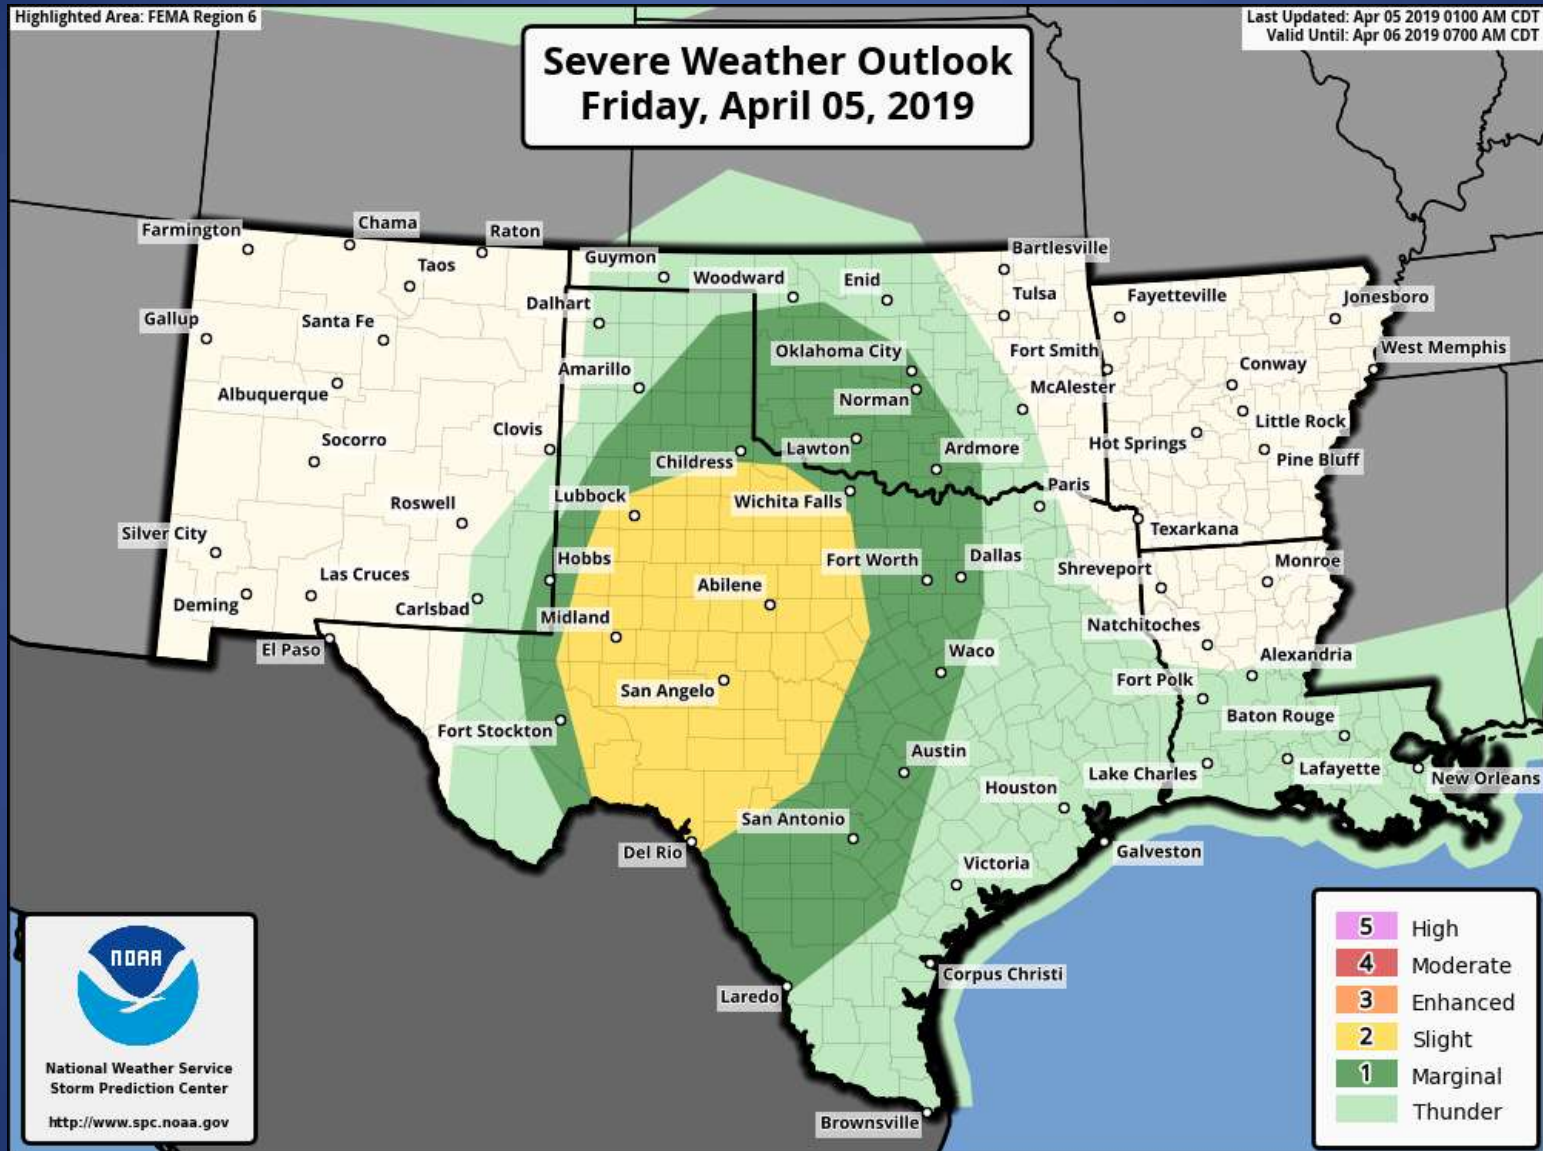 Highlighted Area: FEMA Region 6
Last Updated: Apr 05 2019 0100 AM CDT
Valid Until: Apr 06 2019 0700 AM CDT
Severe Weather Outlook
Friday, April 05, 2019
Farmington
Chama
Raton
Taos
Guymon
Woodward
Enid
Bartlesville
Dalhart
Tulsa
Fayetteville
Jonesboro
Gallup
Santa Fe
Oklahoma City
Fort Smith
West Memphis
Amarillo
Conway
Albuquerque
Norman
McAlester
Little Rock
Socorro
Clovis
Lawton
Ardmore
Hot Springs
Childress
Pine Bluff
Roswell
Lubbock
Wichita Falls
Paris
Silver City
Texarkana
Hobbs
Fort Worth
Dallas
Shreveport
Monroe
Las Cruces
Abilene
Deming
Carlsbad
Midland
Natchitoches
El Paso
Waco
Alexandria
San Angelo
Fort Polk
Fort Stockton
Baton Rouge
Austin
Lake Charles
Lafayette
New Orleans
Houston
San Antonio
Del Rio
Galveston
Victoria
Corpus Christi
Laredo
Brownsville
NOAA
National Weather Service
Storm Prediction Center
http://www.spc.noaa.gov
5 High
4 Moderate
3 Enhanced
2 Slight
1 Marginal
Thunder